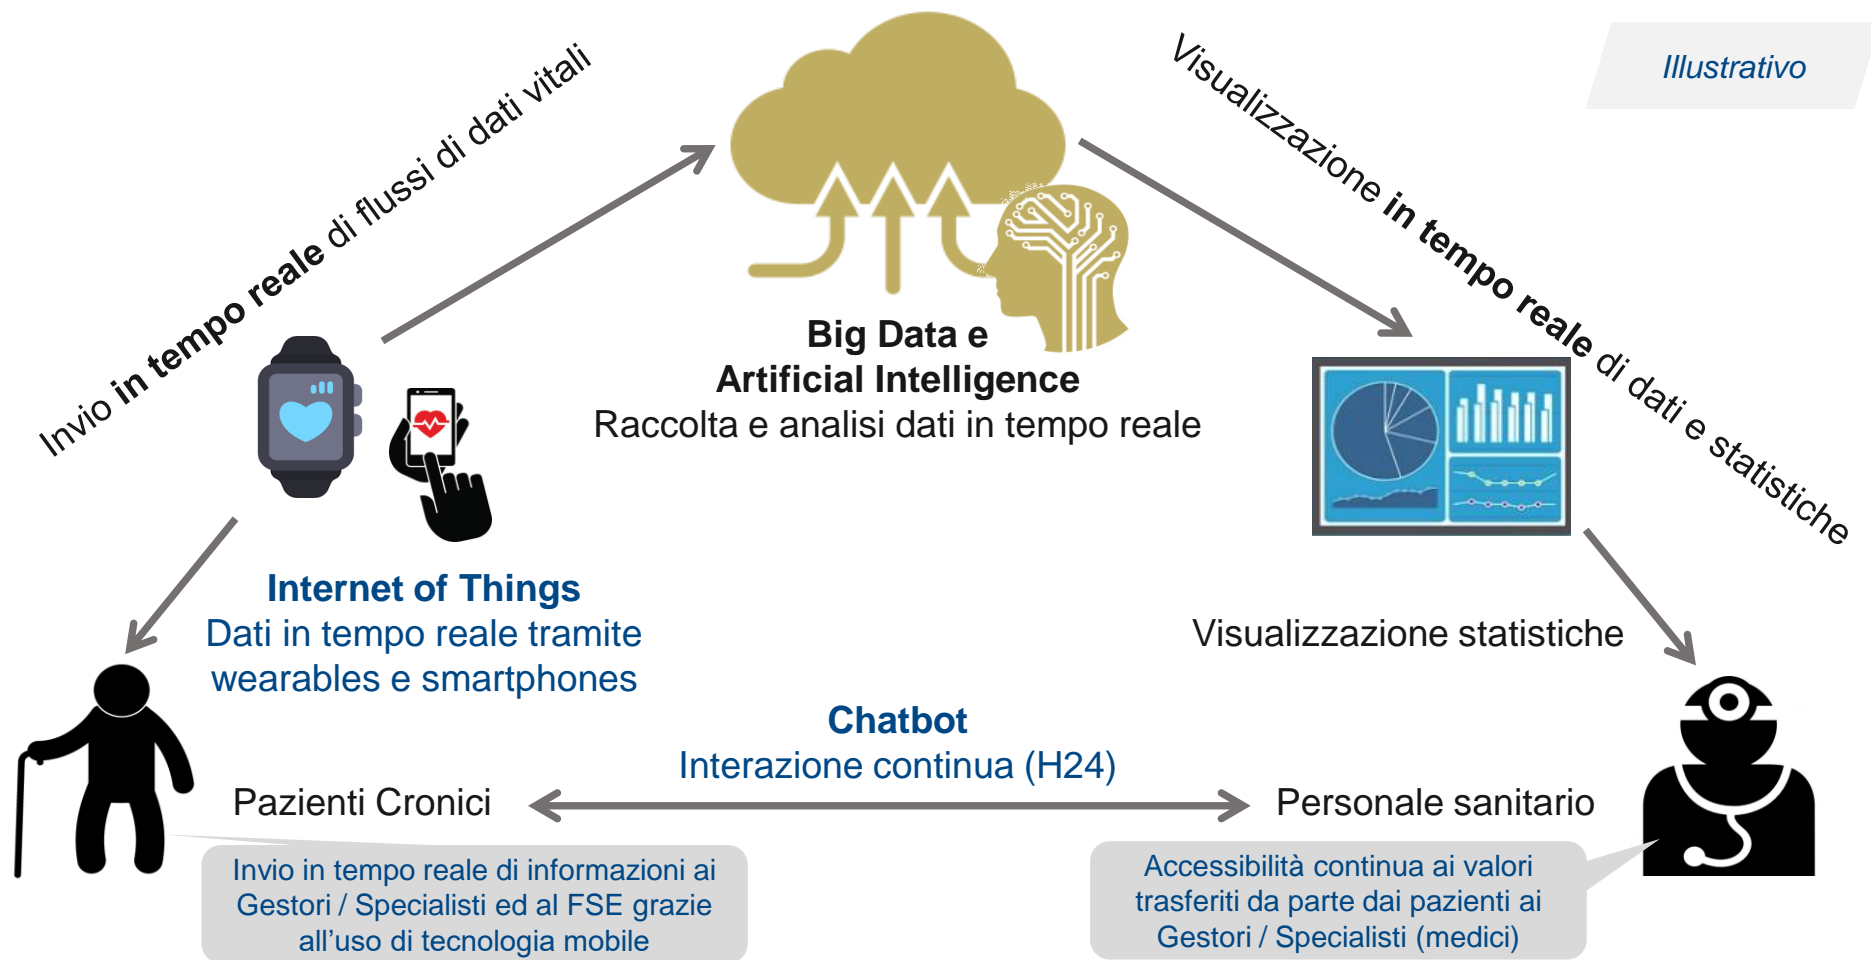 Illustrativo
Invio in tempo reale di flussi di dati vitali
Visualizzazione in tempo reale di dati e statistiche
Big Data e
Artificial Intelligence
Raccolta e analisi dati in tempo reale
Internet of Things
Dati in tempo reale tramite
wearables e smartphones
Visualizzazione statistiche
Chatbot
Interazione continua (H24)
Pazienti Cronici
Personale sanitario
Invio in tempo reale di informazioni ai
Gestori / Specialisti ed al FSE grazie
all’uso di tecnologia mobile
Accessibilità continua ai valori
trasferiti da parte dai pazienti ai
Gestori / Specialisti (medici)